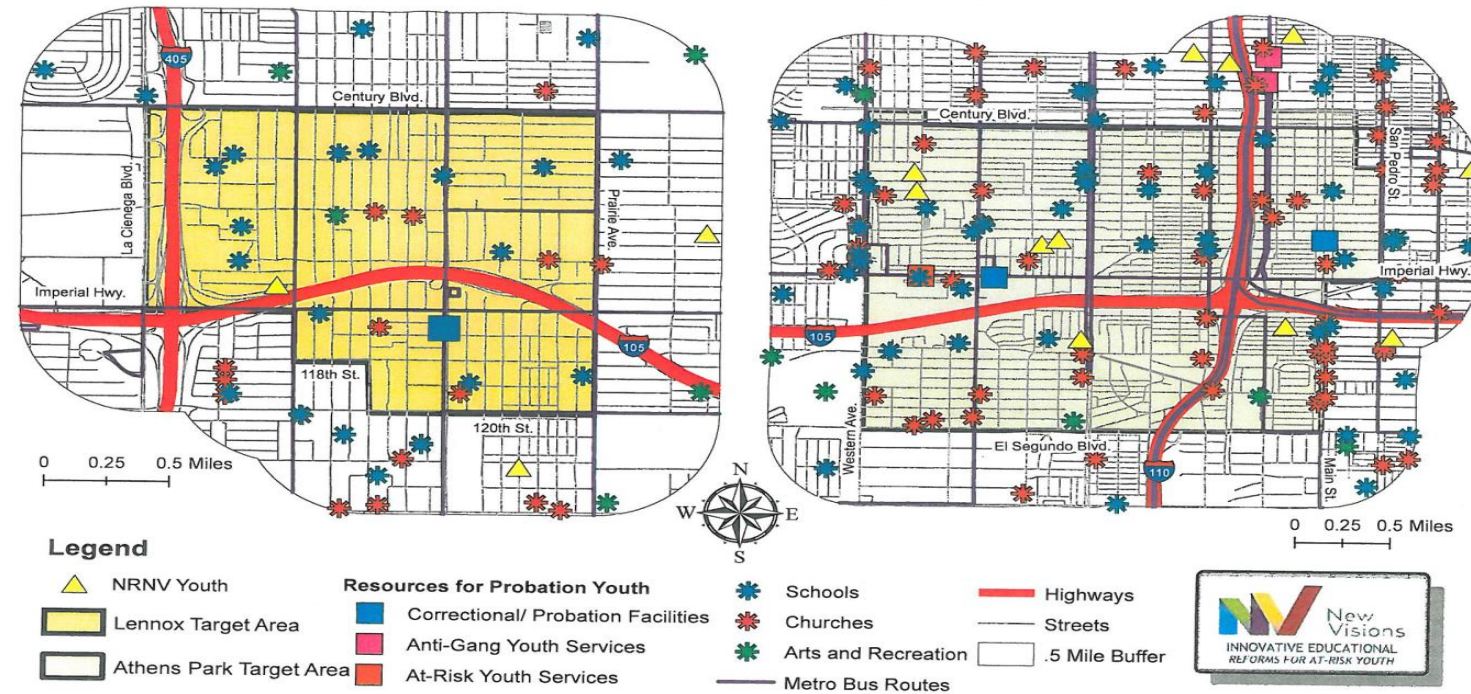 405
Century Blvd.
La Cienega Blvd.
Prairie Ave.
Imperial Hwy.
105
118th St.
120th St.
0 0.25 0.5 Miles
Century Blvd.
San Pedro St.
Imperial Hwy.
105
Western Ave.
El Segundo Blvd.
110
Main St.
0 0.25 0.5 Miles
N
W E
S
Legend
NRNV Youth
Lennox Target Area
Athens Park Target Area
Resources for Probation Youth
Correctional/ Probation Facilities
Anti-Gang Youth Services
At-Risk Youth Services
Schools
Churches
Arts and Recreation
Metro Bus Routes
Highways
Streets
.5 Mile Buffer
NV New
Visions
INNOVATIVE EDUCATIONAL
REFORMS FOR AT-RISK YOUTH